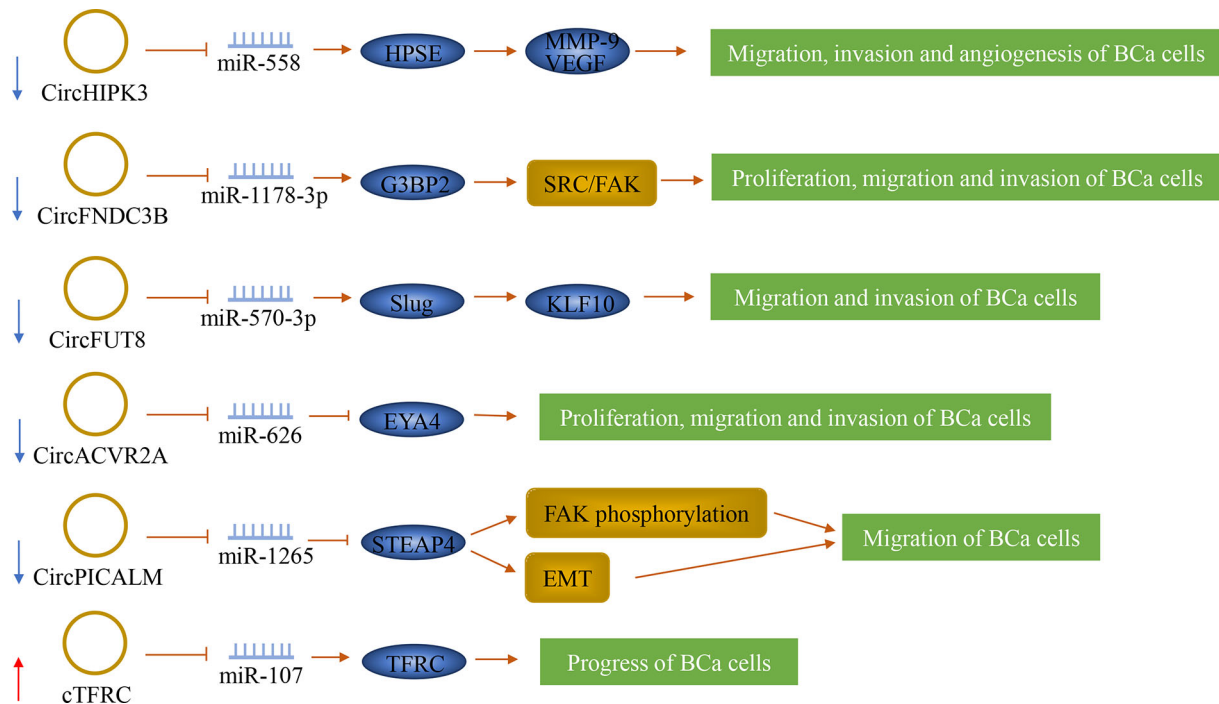 CircHIPK3
miR-558
HPSE
MMP-9
VEGF
Migration, invasion and angiogenesis of BCa cells
CircFNDC3B
miR-1178-3p
G3BP2
SRC/FAK
Proliferation, migration and invasion of BCa cells
CircFUT8
miR-570-3p
Slug
KLF10
Migration and invasion of BCa cells
CircACVR2A
miR-626
EYA4
Proliferation, migration and invasion of BCa cells
CircPICALM
miR-1265
STEAP4
FAK phosphorylation
EMT
Migration of BCa cells
cTFRC
miR-107
TFRC
Progress of BCa cells